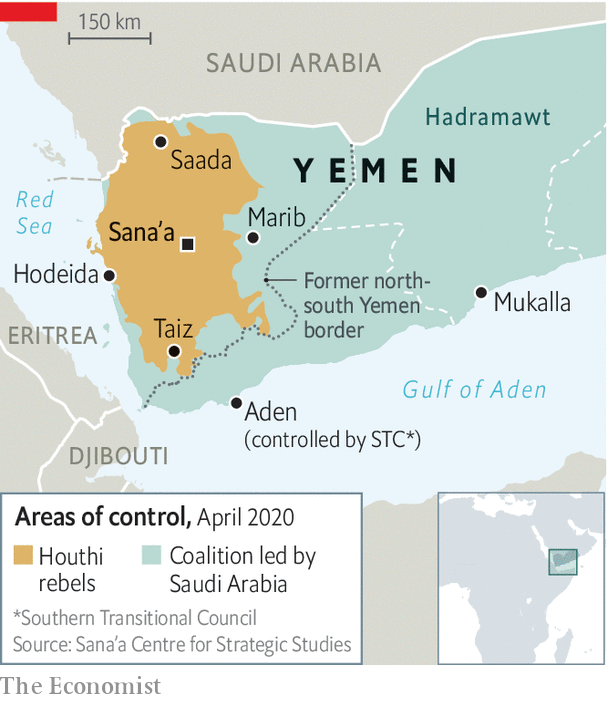 150 km
SAUDI ARABIA
Hadramawt
Saada
YEMEN
Red
Sea
Sana’a
Marib
Hodeida
Former north-
south Yemen
border
Mukalla
ERITREA
Taiz
Gulf of Aden
Aden
(controlled by STC*)
DJIBOUTI
Areas of control, April 2020
Houthi
rebels
Coalition led by
Saudi Arabia
*Southern Transitional Council
Source: Sana’a Centre for Strategic Studies
The Economist